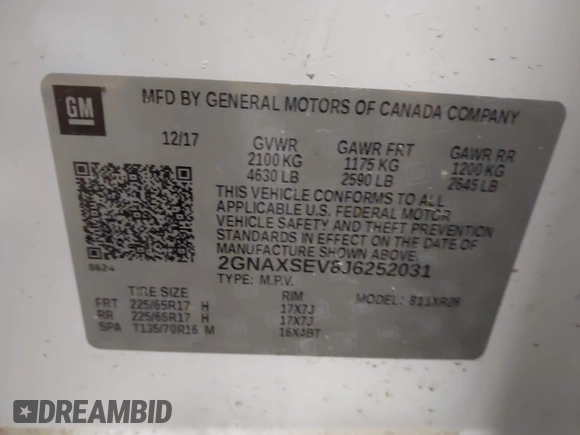 GM
MFD BY GENERAL MOTORS OF CANADA COMPANY
12/17 GVWR GAWR FRT GAWR RR
2100 KG 1175 KG 1200 KG
4630 LB 2590 LB 2645 LB
THIS VEHICLE CONFORMS TO ALL
APPLICABLE U.S. FEDERAL MOTOR
VEHICLE SAFETY AND THEFT PREVENTION
STANDARDS IN EFFECT ON THE DATE OF
MANUFACTURE SHOWN ABOVE.
0624
2GNAXSEV6J6252031
TYPE: M.P.V.
TIRE SIZE RIM MODEL: 811XR26
FRT 225/65R17 H 17X7J
RR 225/65R17 H 17X7J
SPA T135/70R16 M 16X4BT
DREAMBID